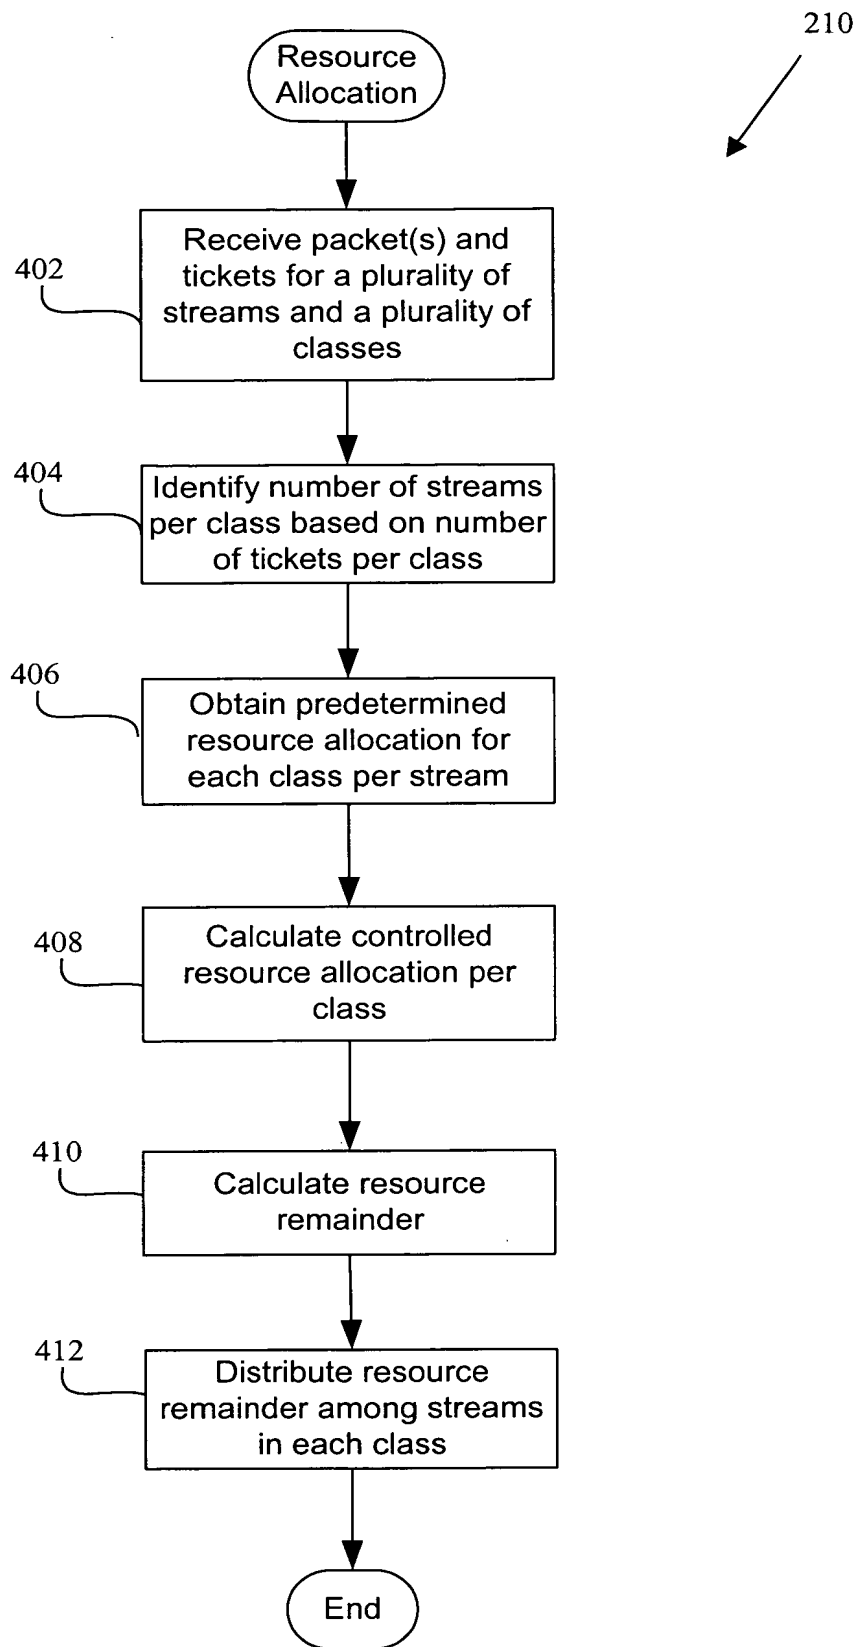 210
Resource
Allocation
402
Receive packet(s) and
tickets for a plurality of
streams and a plurality of
classes
404
Identify number of streams
per class based on number
of tickets per class
406
Obtain predetermined
resource allocation for
each class per stream
408
Calculate controlled
resource allocation per
class
410
Calculate resource
remainder
412
Distribute resource
remainder among streams
in each class
End